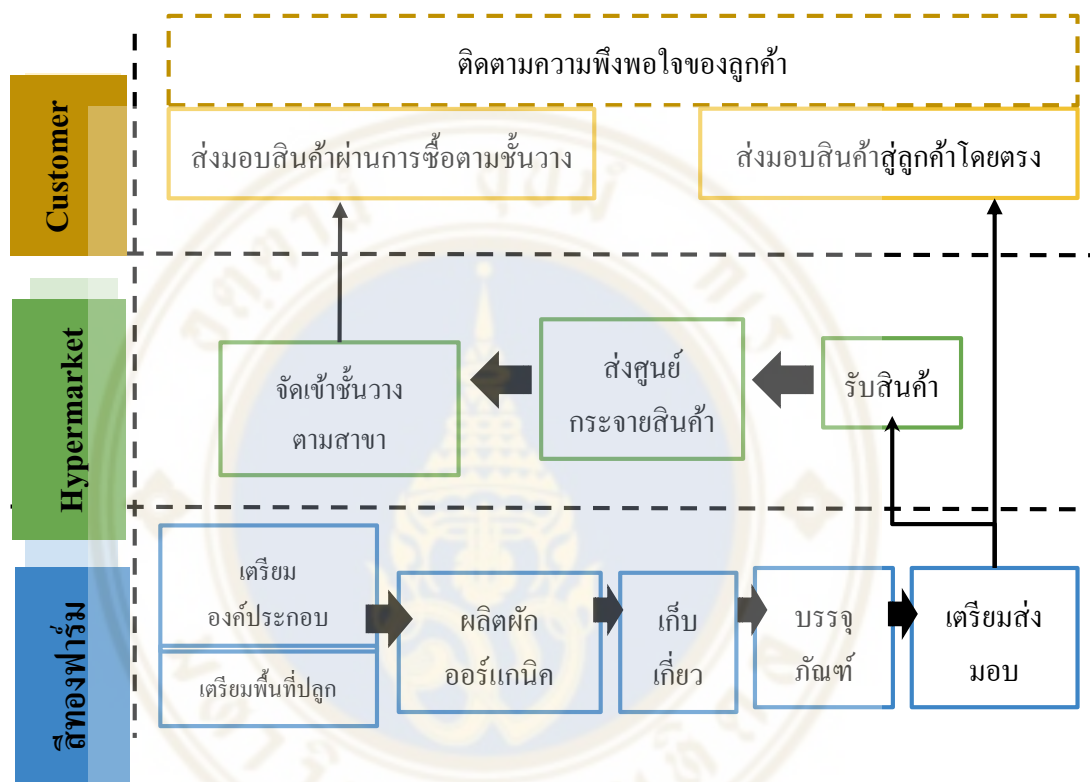 Customer
ติดตามความพึงพอใจของลูกค้า
ส่งมอบสินค้าผ่านการซื้อตามชั้นวาง
ส่งมอบสินค้าสู่ลูกค้าโดยตรง
Hypermarket
จัดเข้าชั้นวาง
ตามสาขา
ส่งศูนย์
กระจายสินค้า
รับสินค้า
สีทองฟาร์ม
เตรียม
องค์ประกอบ
เตรียมพื้นที่ปลูก
ผลิตผัก
ออร์แกนิค
เก็บ
เกี่ยว
บรรจุ
ภัณฑ์
เตรียมส่ง
มอบ